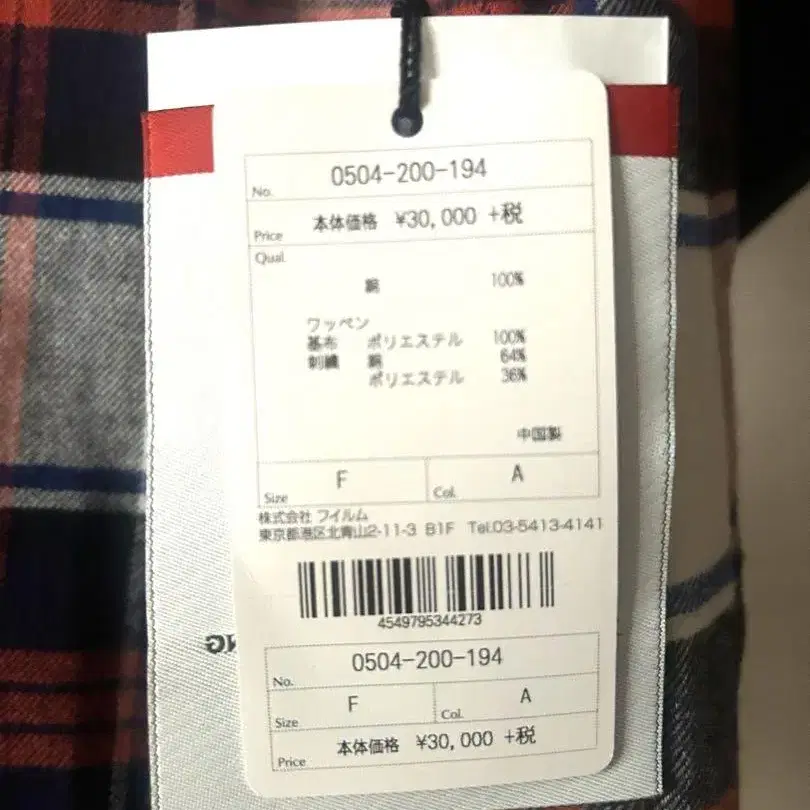 No. 0504-200-194
Price 本体価格 ¥30,000 +税
Qual.
綿 100%
ワッペン
基布 ポリエステル 100%
刺繍 綿 64%
ポリエステル 36%
中国製
Size F Col. A
株式会社 フイルム
東京都港区北青山2-11-3 B1F Tel.03-5413-4141
4549795344273
No. 0504-200-194
Size F Col. A
Price 本体価格 ¥30,000 +税